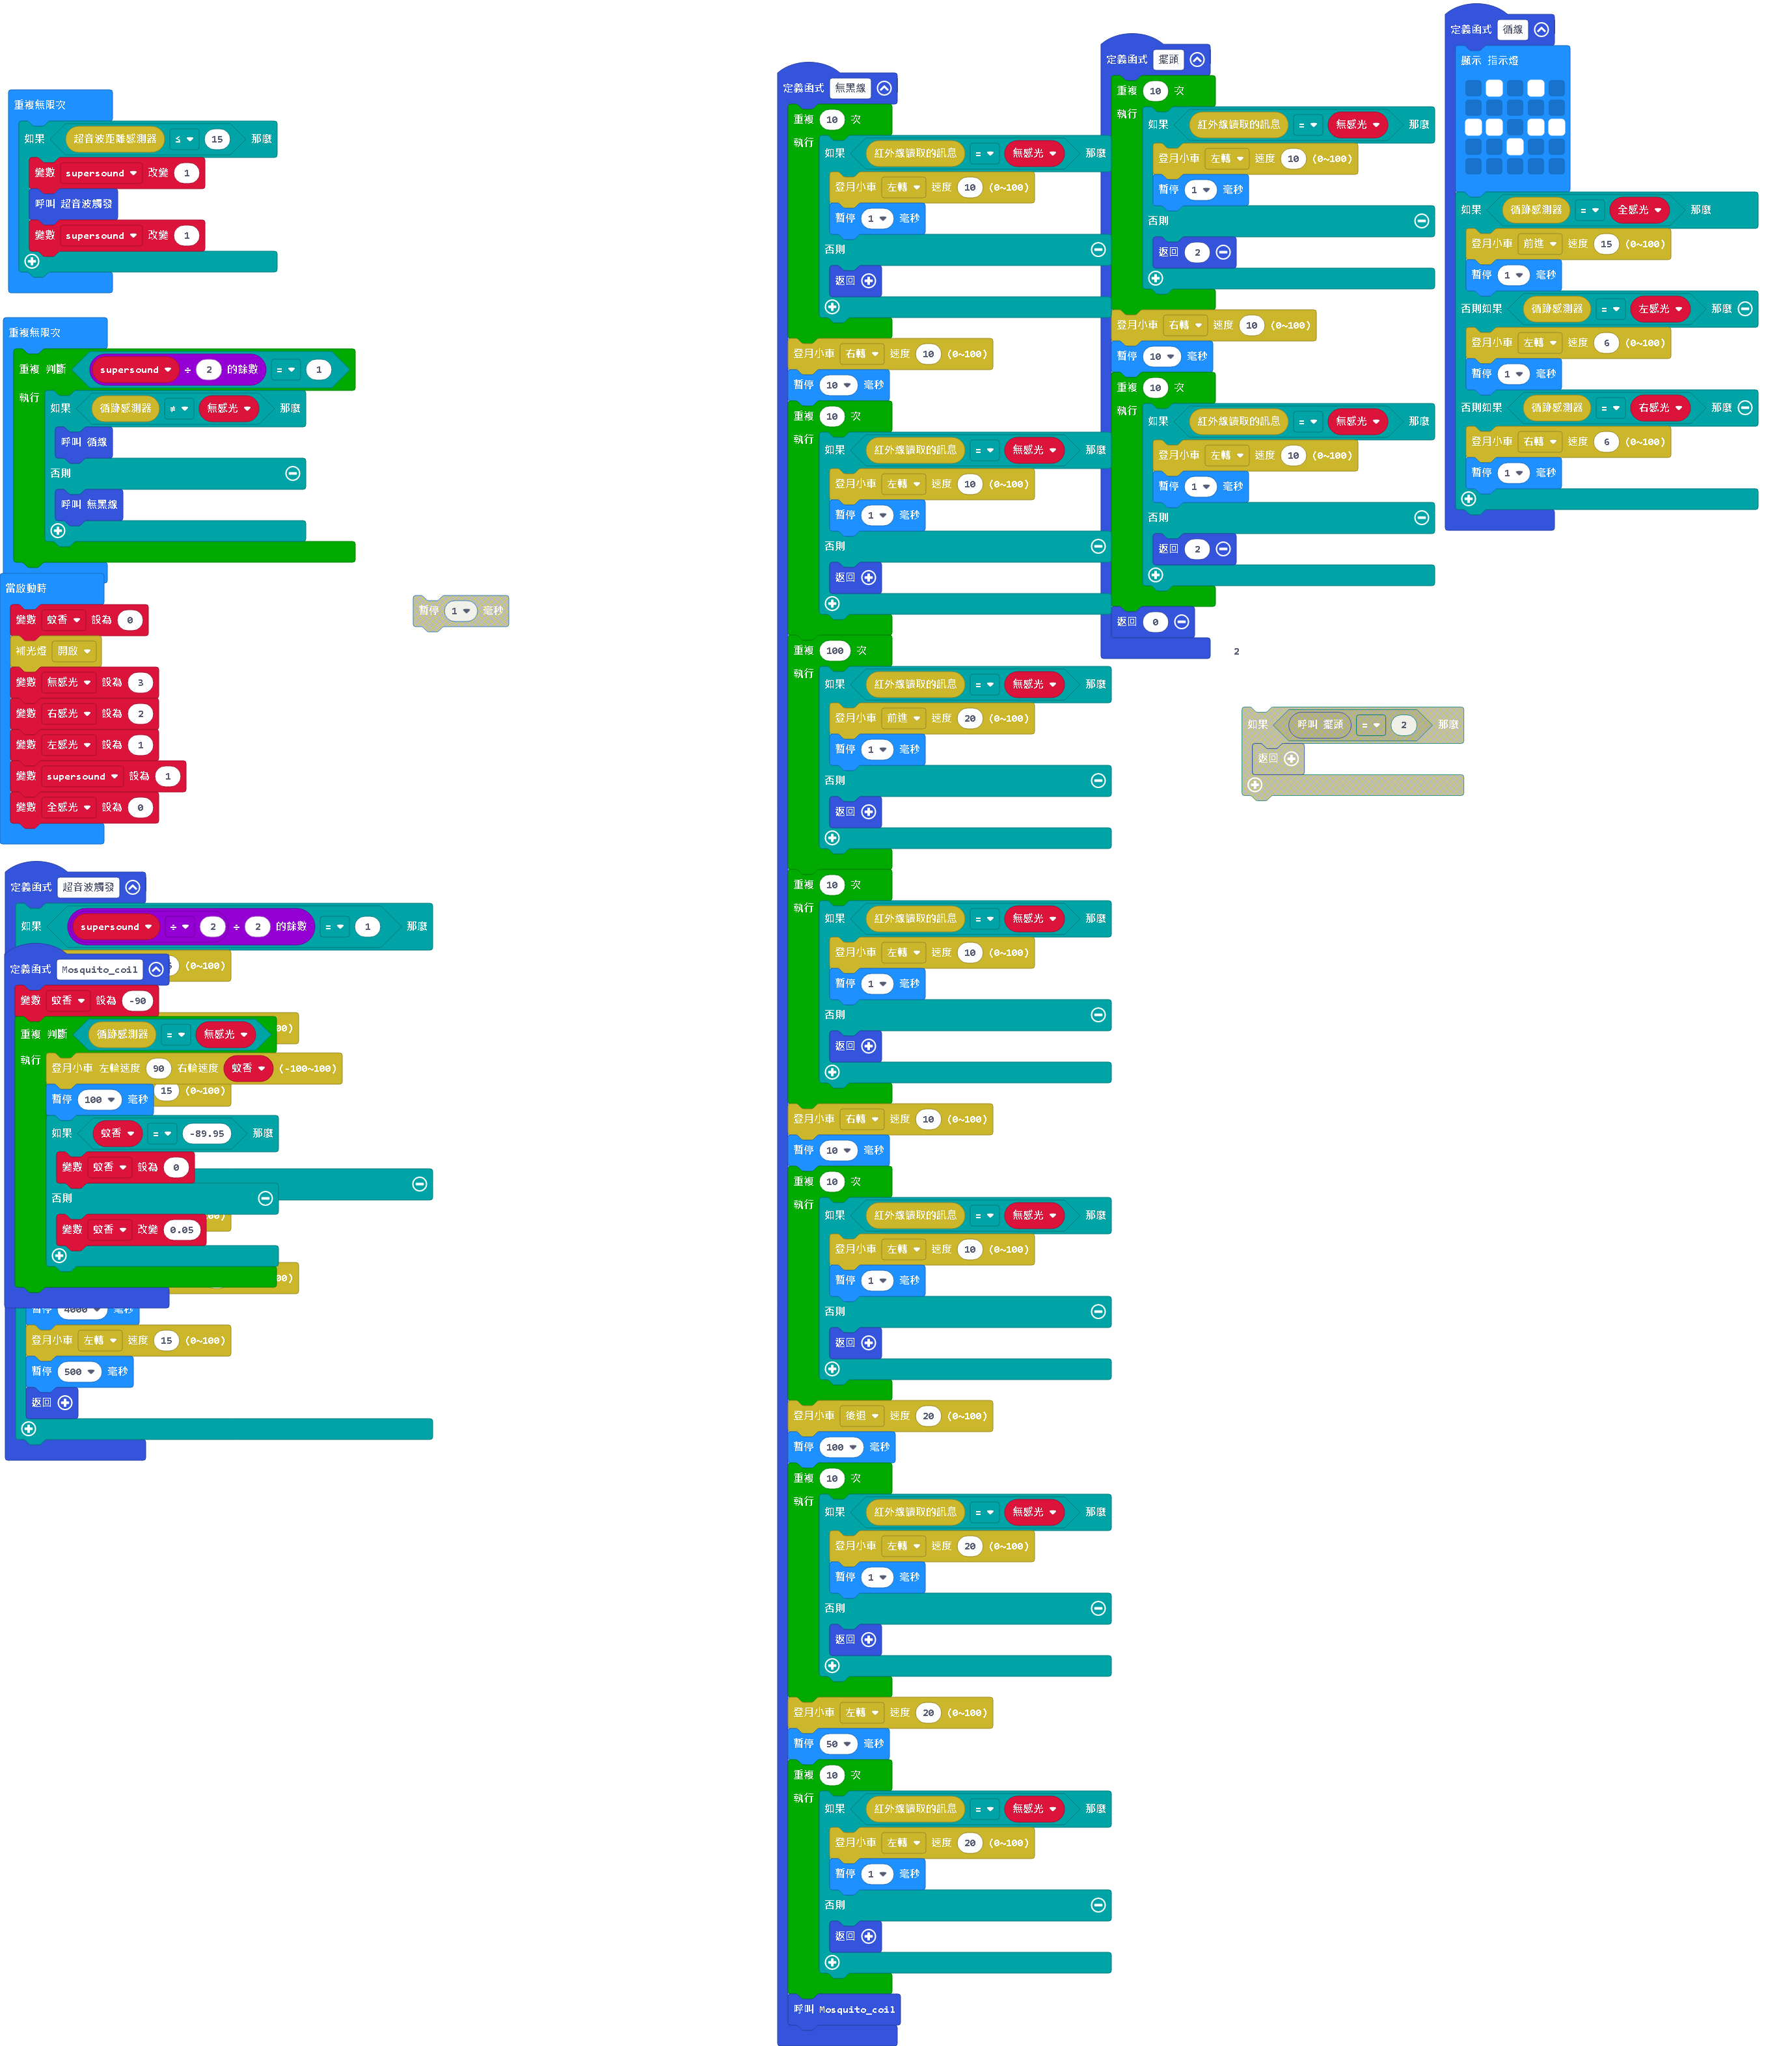 重複無限次
如果 超音波距離感測器 ≤ 15 那麼
變數 supersound 改變 1
呼叫 超音波觸發
變數 supersound 改變 1
重複無限次
重複 判斷 supersound ÷ 2 的餘數 = 1
執行
如果 循跡感測器 ≠ 無感光 那麼
呼叫 循線
否則
呼叫 無黑線
當啟動時
變數 蚊香 設為 0
補光燈 開啟
變數 無感光 設為 3
變數 右感光 設為 2
變數 左感光 設為 1
變數 supersound 設為 1
變數 全感光 設為 0
暫停 1 毫秒
定義函式 超音波觸發
如果 supersound ÷ 2 ÷ 2 的餘數 = 1 那麼
(0~100)
定義函式 Mosquito_coil
變數 蚊香 設為 -90
重複 判斷 循跡感測器 = 無感光
執行
登月小車 左輪速度 90 右輪速度 蚊香 (-100~100)
暫停 100 毫秒
15 (0~100)
如果 蚊香 = -89.95 那麼
變數 蚊香 設為 0
否則
變數 蚊香 改變 0.05
暫停 4000 毫秒
登月小車 左轉 速度 15 (0~100)
暫停 500 毫秒
返回
定義函式 無黑線
重複 10 次
執行
如果 紅外線讀取的訊息 = 無感光 那麼
登月小車 左轉 速度 10 (0~100)
暫停 1 毫秒
否則
返回
登月小車 右轉 速度 10 (0~100)
暫停 10 毫秒
重複 10 次
執行
如果 紅外線讀取的訊息 = 無感光 那麼
登月小車 左轉 速度 10 (0~100)
暫停 1 毫秒
否則
返回
重複 100 次
執行
如果 紅外線讀取的訊息 = 無感光 那麼
登月小車 前進 速度 20 (0~100)
暫停 1 毫秒
否則
返回
重複 10 次
執行
如果 紅外線讀取的訊息 = 無感光 那麼
登月小車 左轉 速度 10 (0~100)
暫停 1 毫秒
否則
返回
登月小車 右轉 速度 10 (0~100)
暫停 10 毫秒
重複 10 次
執行
如果 紅外線讀取的訊息 = 無感光 那麼
登月小車 左轉 速度 10 (0~100)
暫停 1 毫秒
否則
返回
登月小車 後退 速度 20 (0~100)
暫停 100 毫秒
重複 10 次
執行
如果 紅外線讀取的訊息 = 無感光 那麼
登月小車 左轉 速度 20 (0~100)
暫停 1 毫秒
否則
返回
登月小車 左轉 速度 20 (0~100)
暫停 50 毫秒
重複 10 次
執行
如果 紅外線讀取的訊息 = 無感光 那麼
登月小車 左轉 速度 20 (0~100)
暫停 1 毫秒
否則
返回
呼叫 Mosquito_coil
定義函式 擺頭
重複 10 次
執行
如果 紅外線讀取的訊息 = 無感光 那麼
登月小車 左轉 速度 10 (0~100)
暫停 1 毫秒
否則
返回 2
登月小車 右轉 速度 10 (0~100)
暫停 10 毫秒
重複 10 次
執行
如果 紅外線讀取的訊息 = 無感光 那麼
登月小車 左轉 速度 10 (0~100)
暫停 1 毫秒
否則
返回 2
返回 0
2
如果 呼叫 擺頭 = 2 那麼
返回
定義函式 循線
顯示 指示燈
如果 循跡感測器 = 全感光 那麼
登月小車 前進 速度 15 (0~100)
暫停 1 毫秒
否則如果 循跡感測器 = 左感光 那麼
登月小車 左轉 速度 6 (0~100)
暫停 1 毫秒
否則如果 循跡感測器 = 右感光 那麼
登月小車 右轉 速度 6 (0~100)
暫停 1 毫秒